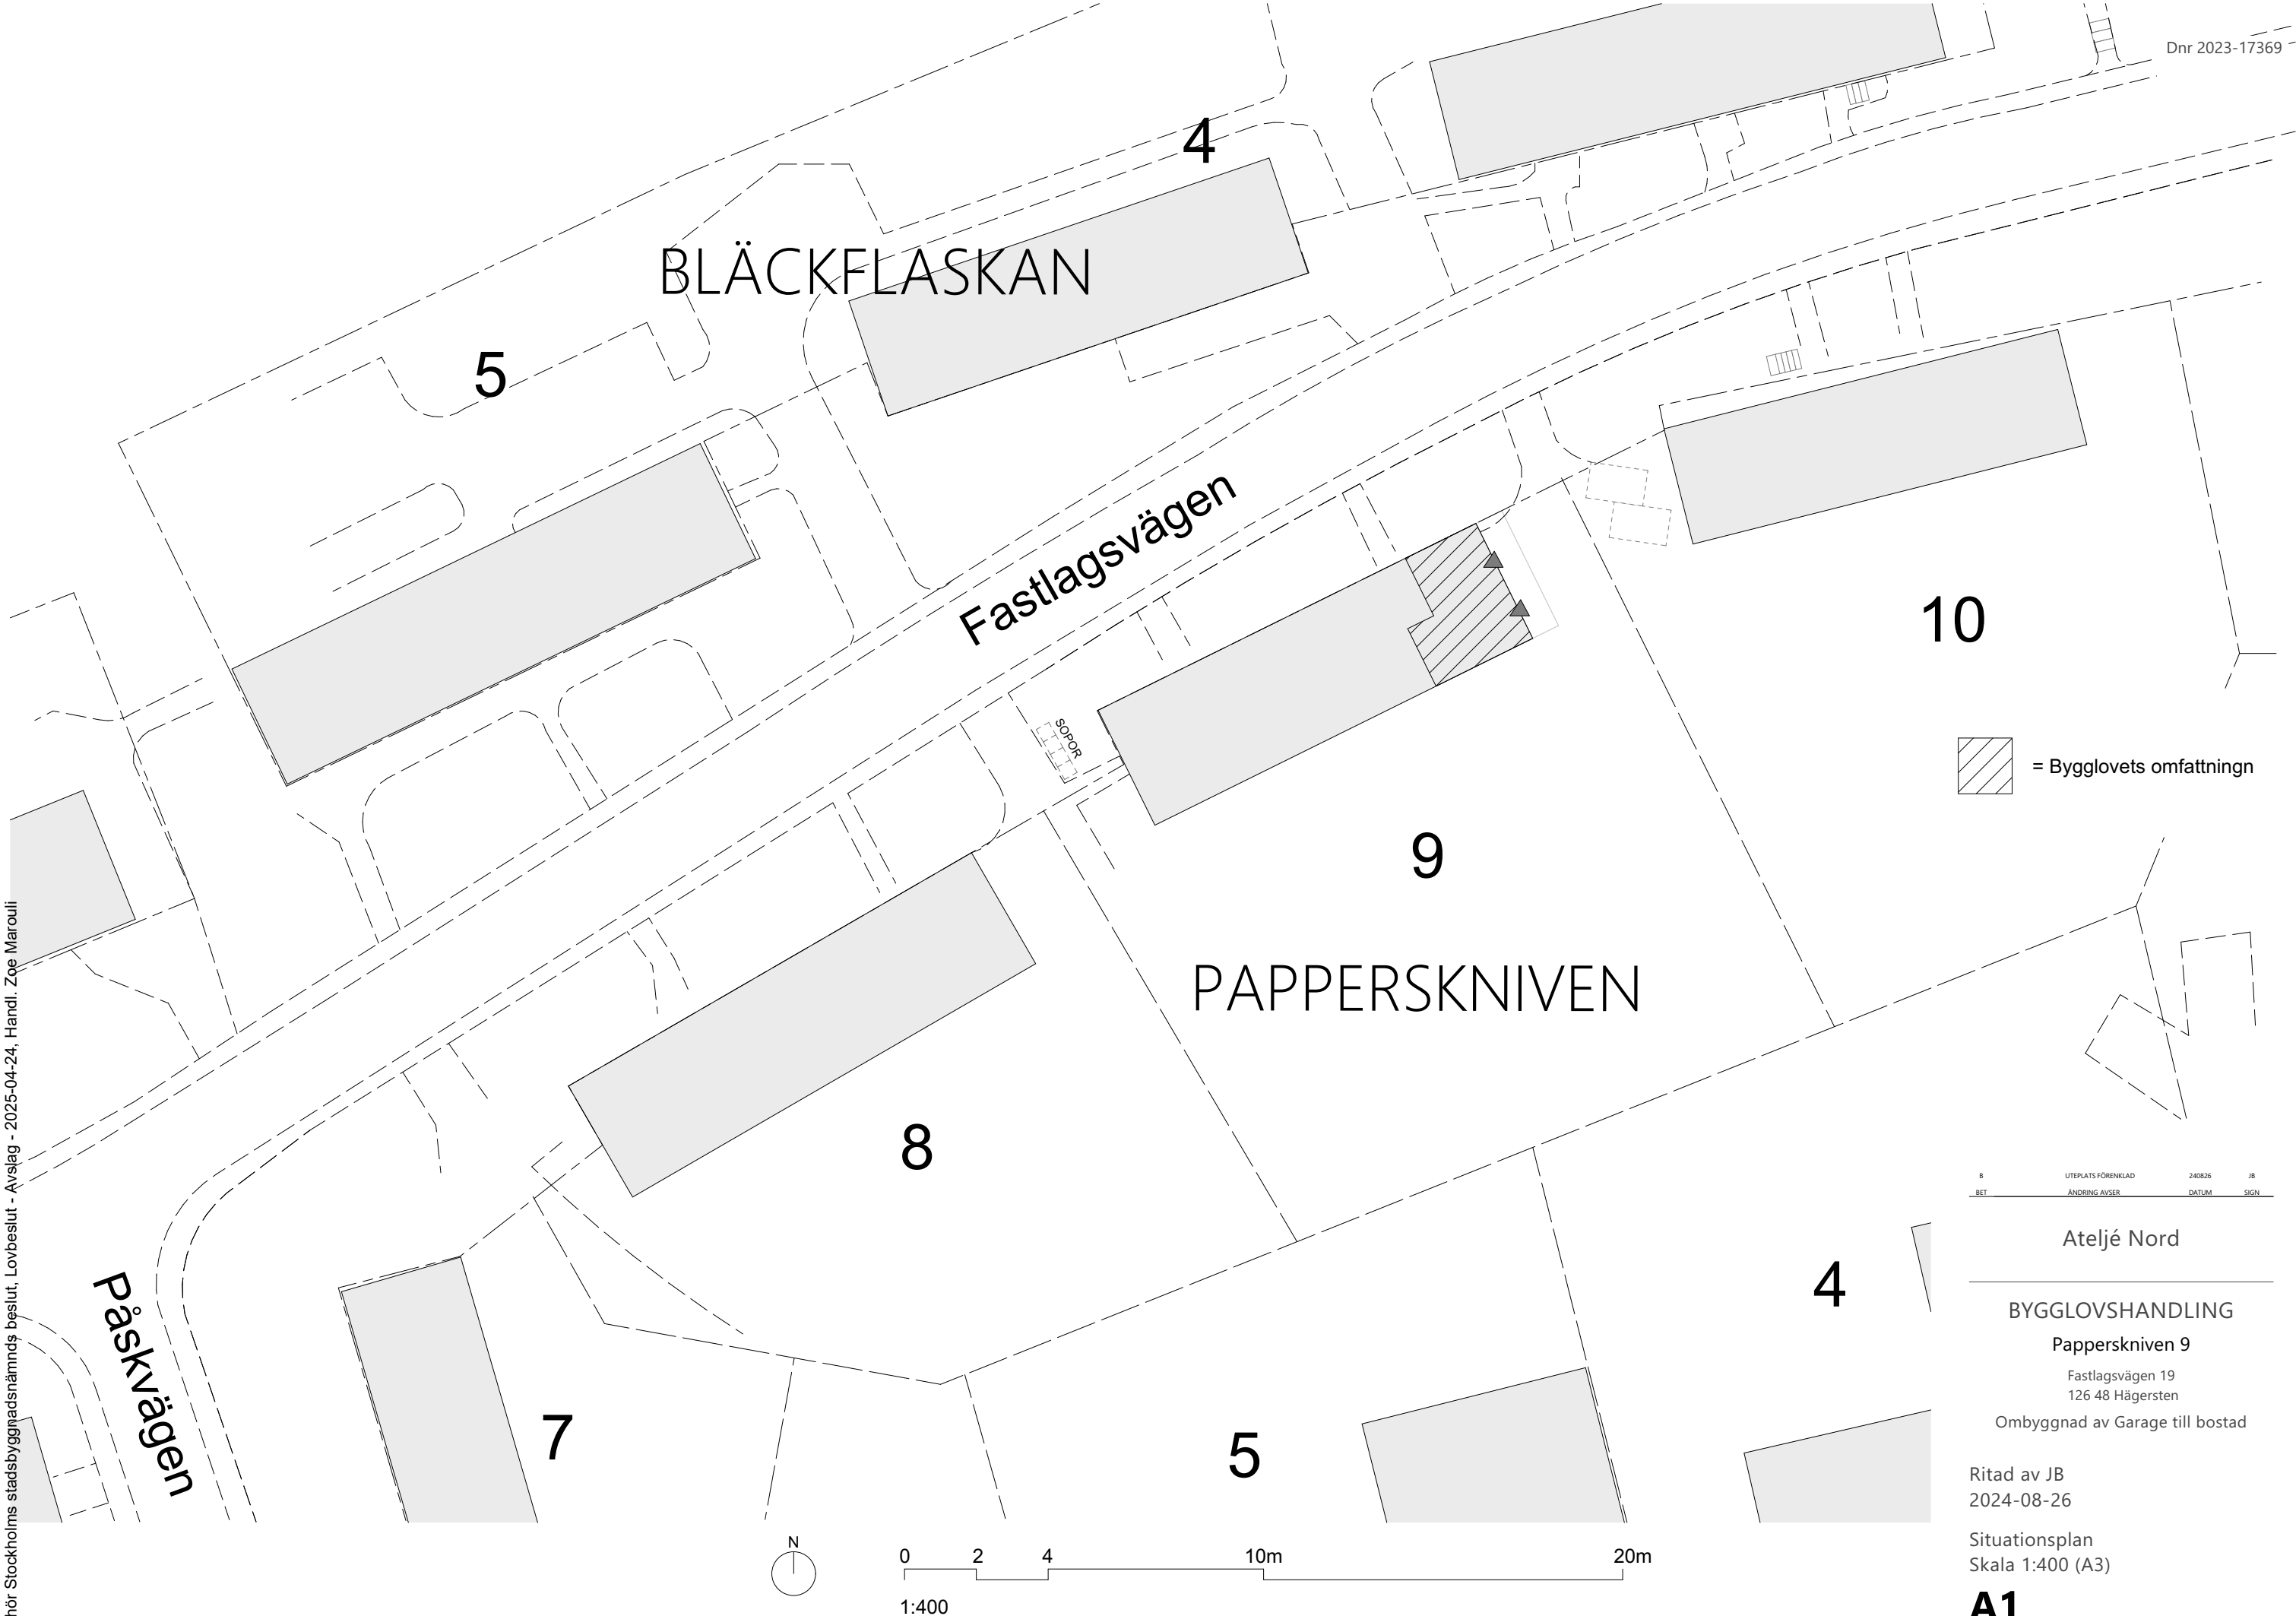 Dnr 2023-17369
4
BLÄCKFLASKAN
5
Fastlagsvägen
10
SOPOR
= Bygglovets omfattningn
9
PAPPERSKNIVEN
8
Påskvägen
7
5
4
hör Stockholms stadsbyggnadsnämnds beslut, Lovbeslut - Avslag - 2025-04-24, Handl. Zoe Marouli
B UTEPLATS FÖRENKLAD 240826 JB
BET ÄNDRING AVSER DATUM SIGN
Ateljé Nord
BYGGLOVSHANDLING
Papperskniven 9
Fastlagsvägen 19
126 48 Hägersten
Ombyggnad av Garage till bostad
Ritad av JB
2024-08-26
Situationsplan
Skala 1:400 (A3)
A1
N
0 2 4 10m 20m
1:400